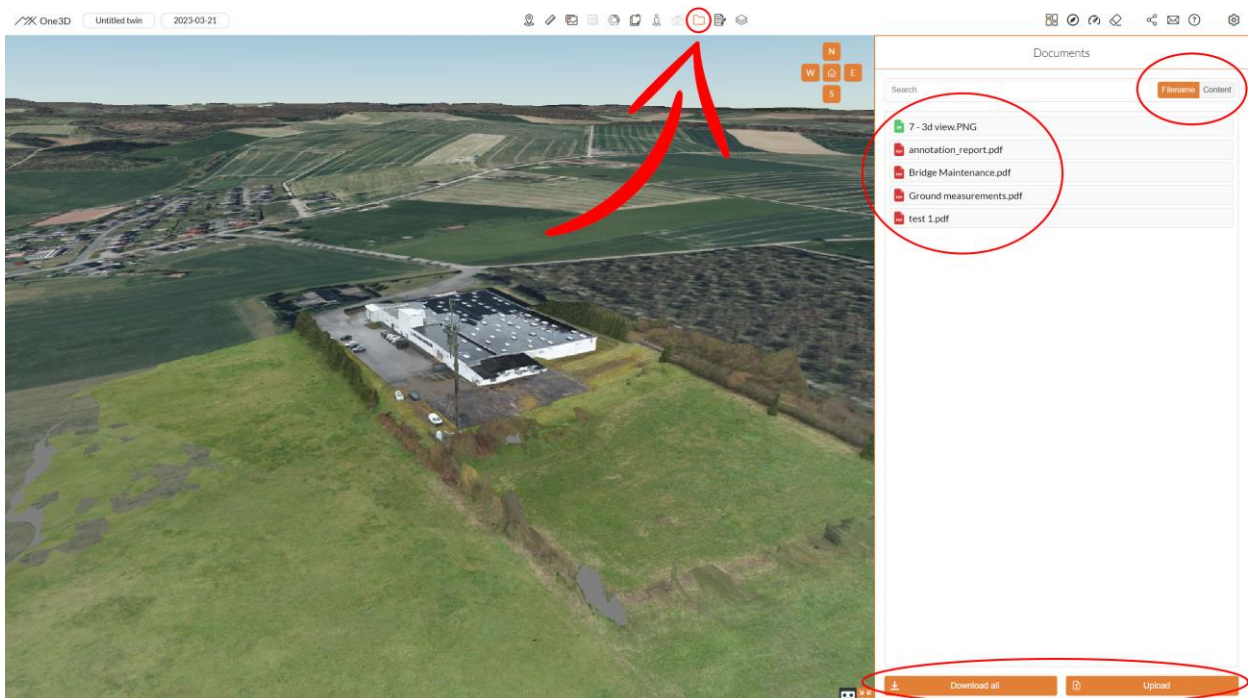 One3D Untitled twin 2023-03-21
N
W E
S
Documents
Search Filename Content
7 - 3d view.PNG
annotation_report.pdf
Bridge Maintenance.pdf
Ground measurements.pdf
test 1.pdf
Download all Upload